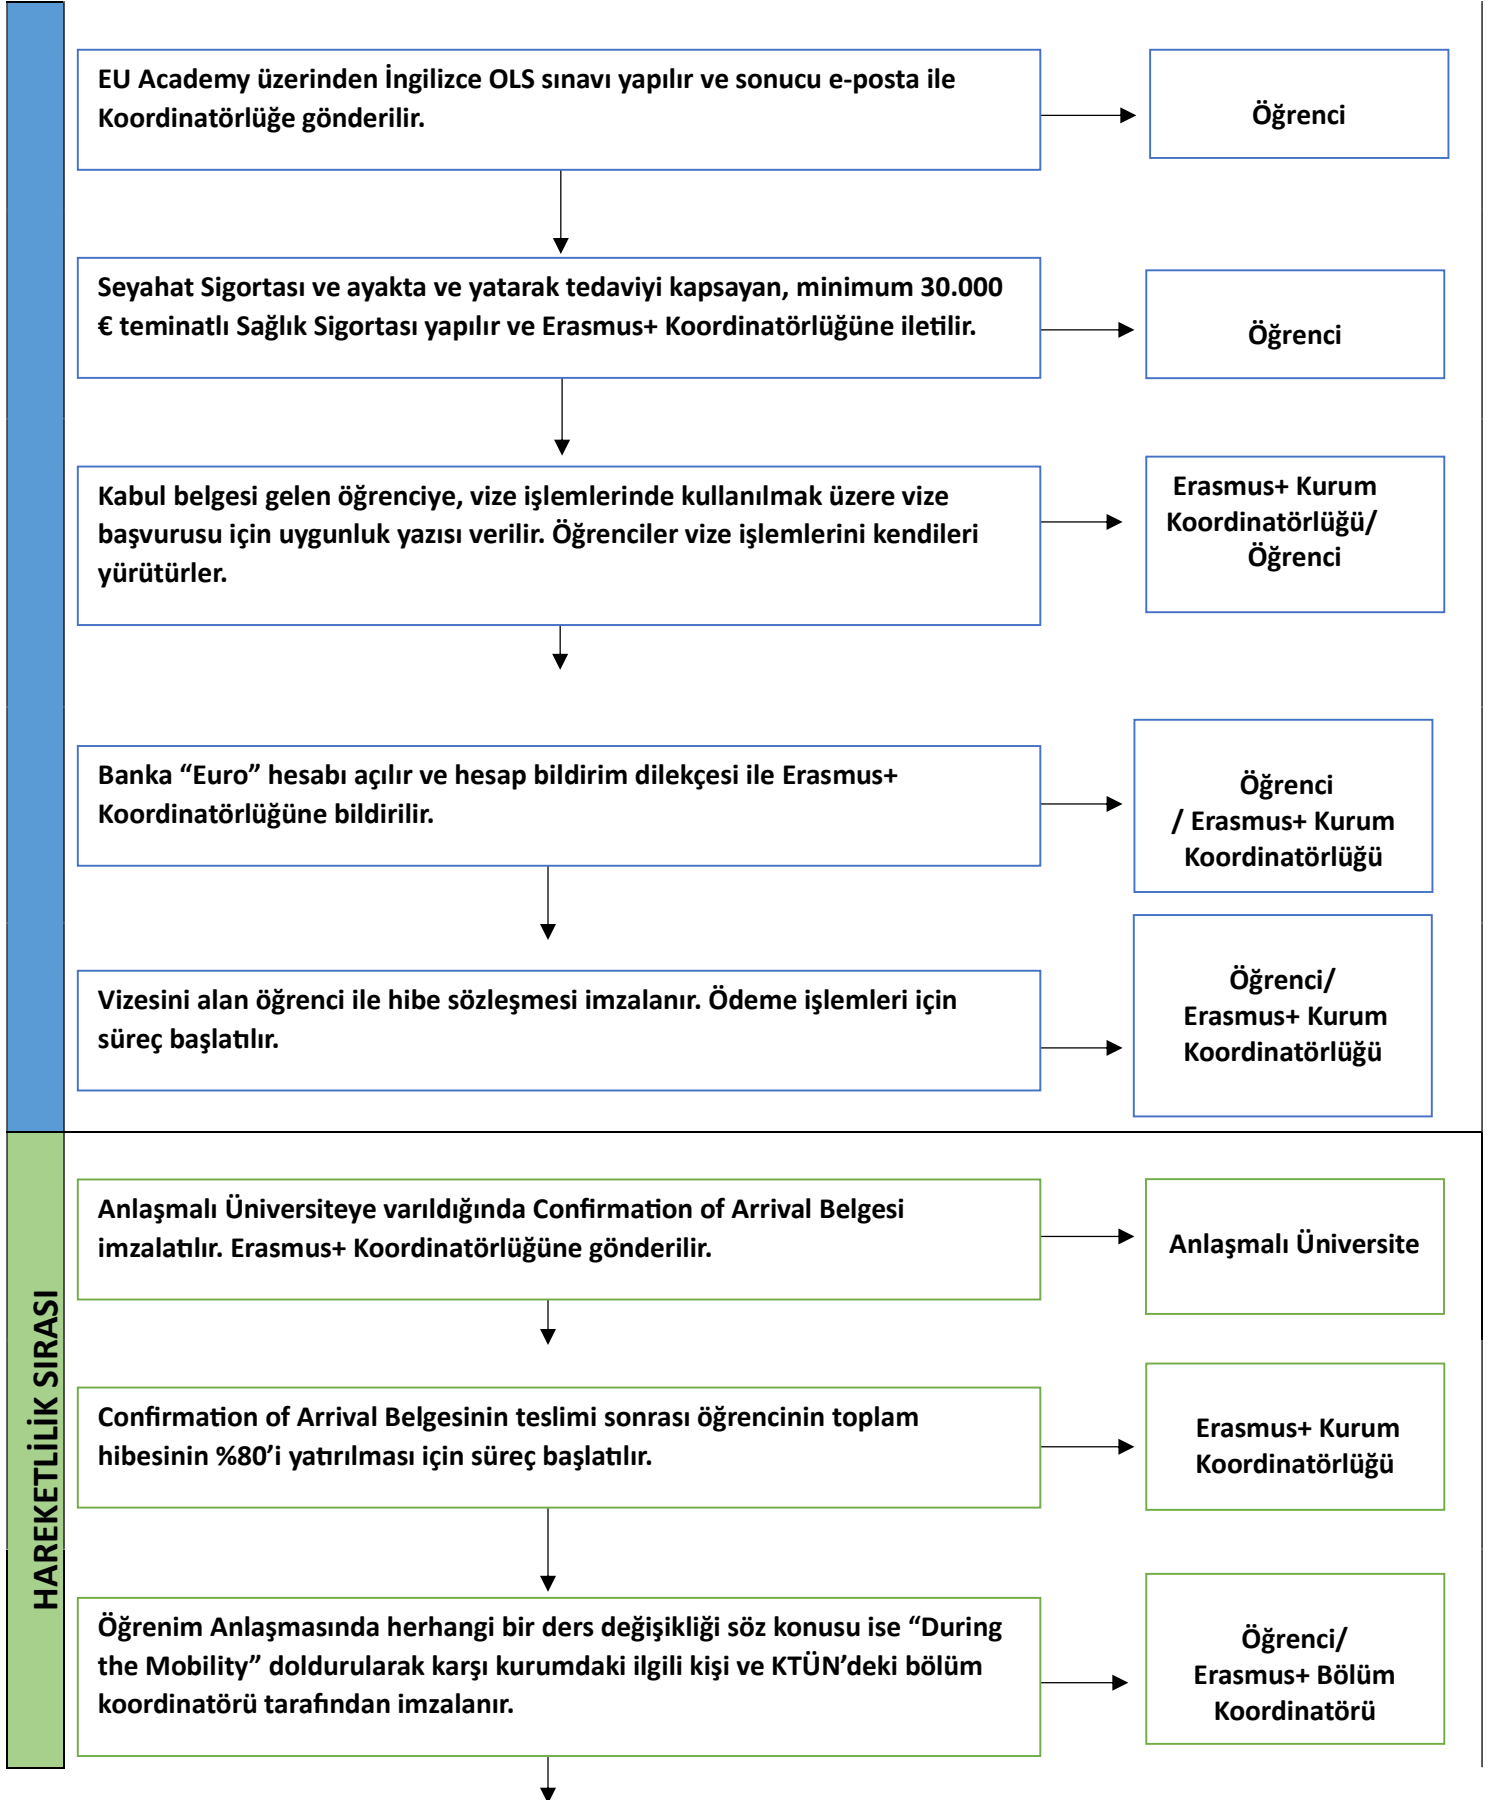 EU Academy üzerinden İngilizce OLS sınavı yapılır ve sonucu e-posta ile
Koordinatörlüğe gönderilir.
Öğrenci
Seyahat Sigortası ve ayakta ve yatarak tedaviyi kapsayan, minimum 30.000
€ teminatlı Sağlık Sigortası yapılır ve Erasmus+ Koordinatörlüğüne iletilir.
Öğrenci
Kabul belgesi gelen öğrenciye, vize işlemlerinde kullanılmak üzere vize
başvurusu için uygunluk yazısı verilir. Öğrenciler vize işlemlerini kendileri
yürütürler.
Erasmus+ Kurum
Koordinatörlüğü/
Öğrenci
Banka “Euro” hesabı açılır ve hesap bildirim dilekçesi ile Erasmus+
Koordinatörlüğüne bildirilir.
Öğrenci
/ Erasmus+ Kurum
Koordinatörlüğü
Vizesini alan öğrenci ile hibe sözleşmesi imzalanır. Ödeme işlemleri için
süreç başlatılır.
Öğrenci/
Erasmus+ Kurum
Koordinatörlüğü
HAREKETLİLİK SIRASI
Anlaşmalı Üniversiteye varıldığında Confirmation of Arrival Belgesi
imzalatılır. Erasmus+ Koordinatörlüğüne gönderilir.
Anlaşmalı Üniversite
Confirmation of Arrival Belgesinin teslimi sonrası öğrencinin toplam
hibesinin %80’i yatırılması için süreç başlatılır.
Erasmus+ Kurum
Koordinatörlüğü
Öğrenim Anlaşmasında herhangi bir ders değişikliği söz konusu ise “During
the Mobility” doldurularak karşı kurumdaki ilgili kişi ve KTÜN’deki bölüm
koordinatörü tarafından imzalanır.
Öğrenci/
Erasmus+ Bölüm
Koordinatörü